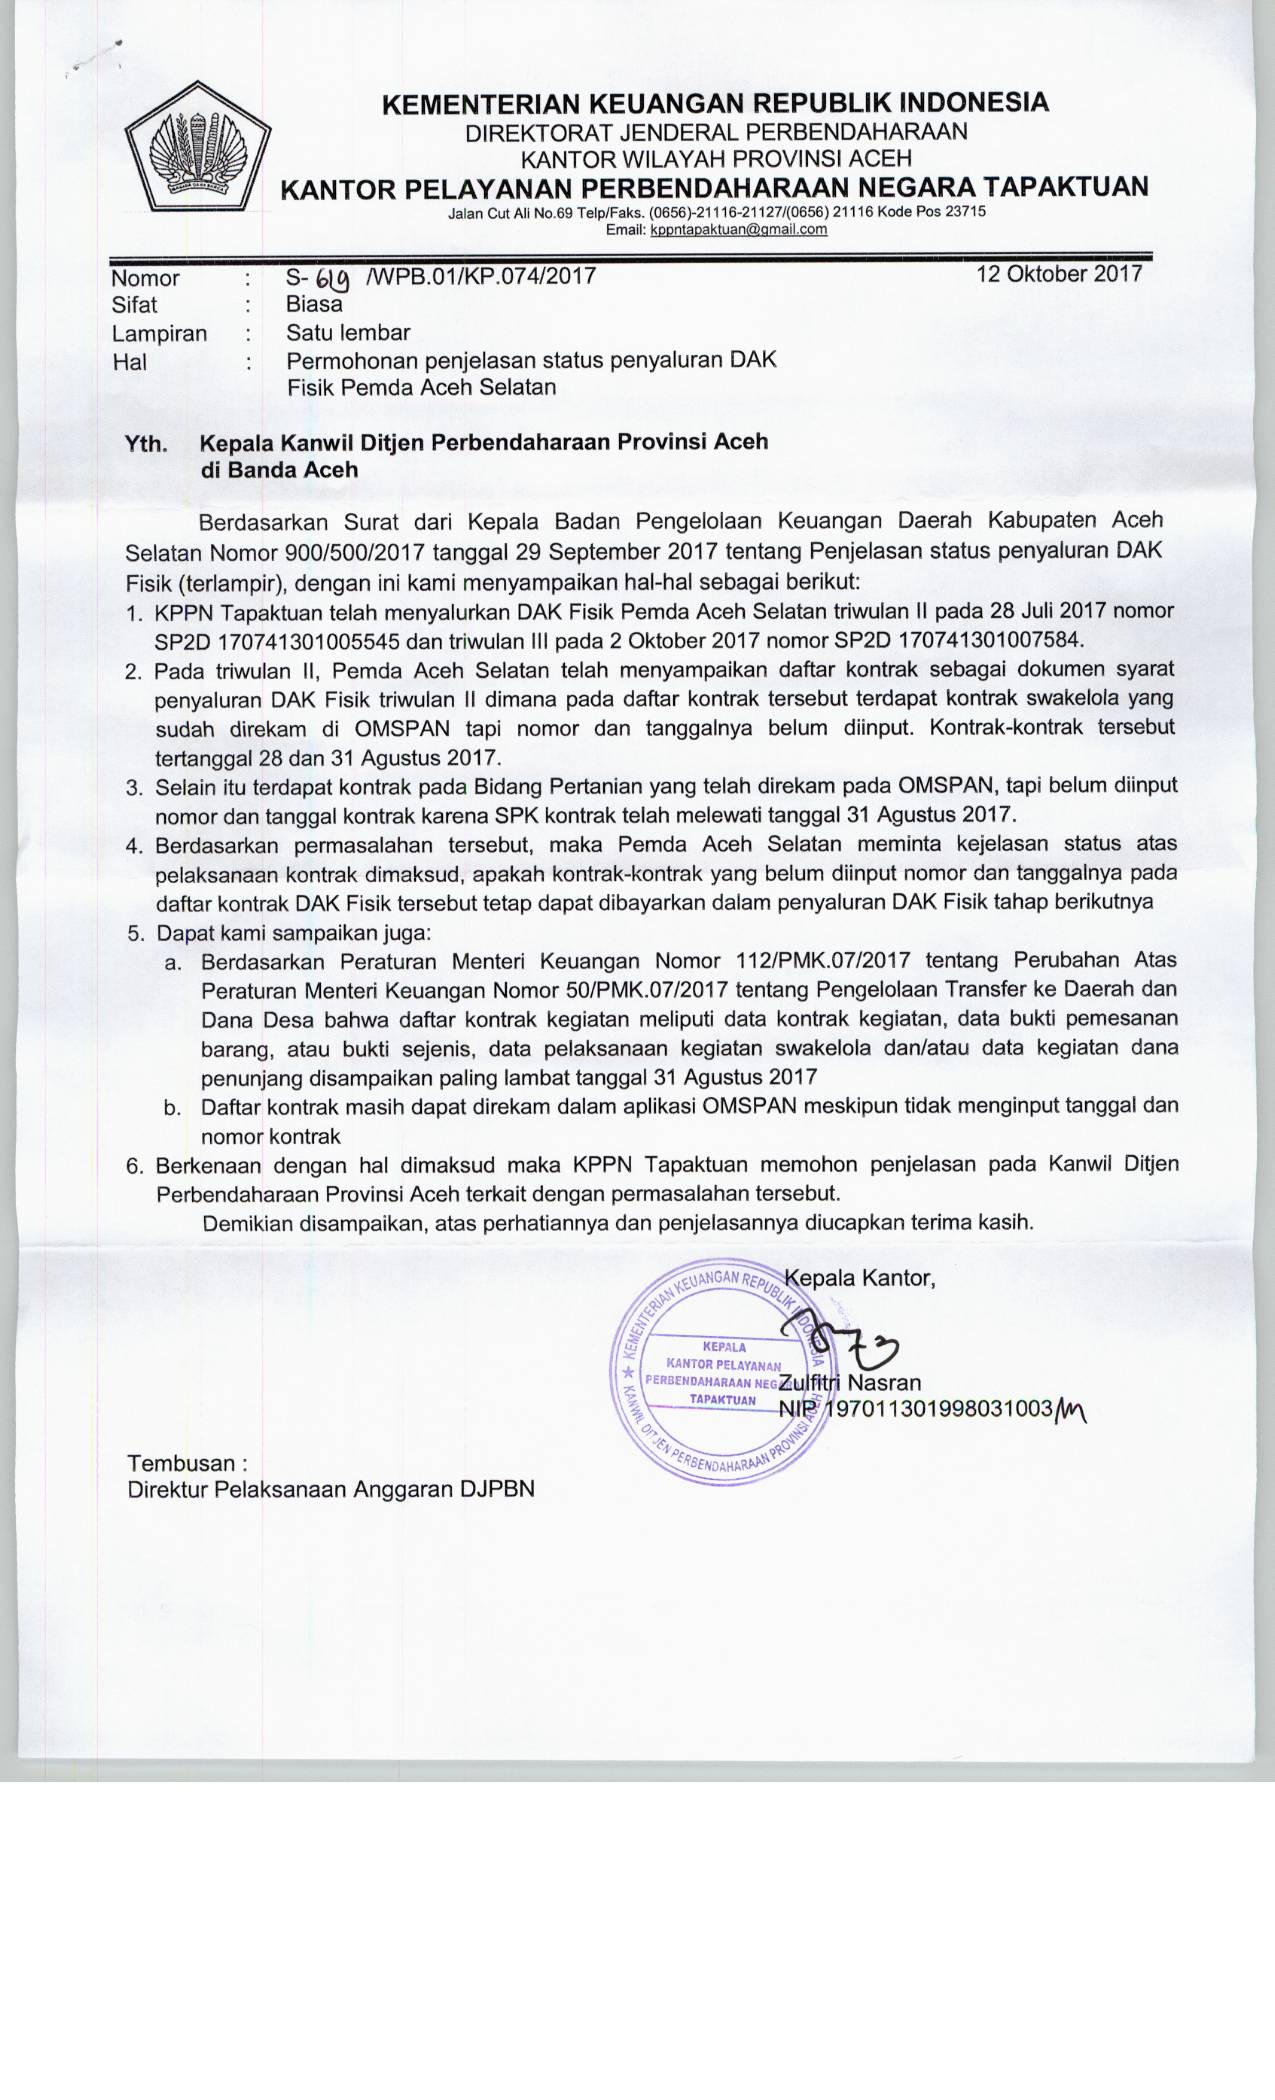 KEMENTERIAN KEUANGAN REPUBLIK INDONESIA
DIREKTORAT JENDERAL PERBENDAHARAAN
KANTOR WILAYAH PROVINSI ACEH
KANTOR PELAYANAN PERBENDAHARAAN NEGARA TAPAKTUAN
Jalan Cut Ali No.69 Telp/Faks. (0656)-21116-21127/(0656) 21116 Kode Pos 23715
Email: kppntapaktuan@gmail.com
Nomor : S- 619 /WPB.01/KP.074/2017 12 Oktober 2017
Sifat : Biasa
Lampiran : Satu lembar
Hal : Permohonan penjelasan status penyaluran DAK
Fisik Pemda Aceh Selatan
Yth. Kepala Kanwil Ditjen Perbendaharaan Provinsi Aceh
di Banda Aceh
Berdasarkan Surat dari Kepala Badan Pengelolaan Keuangan Daerah Kabupaten Aceh
Selatan Nomor 900/500/2017 tanggal 29 September 2017 tentang Penjelasan status penyaluran DAK
Fisik (terlampir), dengan ini kami menyampaikan hal-hal sebagai berikut:
1. KPPN Tapaktuan telah menyalurkan DAK Fisik Pemda Aceh Selatan triwulan II pada 28 Juli 2017 nomor
SP2D 170741301005545 dan triwulan III pada 2 Oktober 2017 nomor SP2D 170741301007584.
2. Pada triwulan II, Pemda Aceh Selatan telah menyampaikan daftar kontrak sebagai dokumen syarat
penyaluran DAK Fisik triwulan II dimana pada daftar kontrak tersebut terdapat kontrak swakelola yang
sudah direkam di OMSPAN tapi nomor dan tanggalnya belum diinput. Kontrak-kontrak tersebut
tertanggal 28 dan 31 Agustus 2017.
3. Selain itu terdapat kontrak pada Bidang Pertanian yang telah direkam pada OMSPAN, tapi belum diinput
nomor dan tanggal kontrak karena SPK kontrak telah melewati tanggal 31 Agustus 2017.
4. Berdasarkan permasalahan tersebut, maka Pemda Aceh Selatan meminta kejelasan status atas
pelaksanaan kontrak dimaksud, apakah kontrak-kontrak yang belum diinput nomor dan tanggalnya pada
daftar kontrak DAK Fisik tersebut tetap dapat dibayarkan dalam penyaluran DAK Fisik tahap berikutnya
5. Dapat kami sampaikan juga:
a. Berdasarkan Peraturan Menteri Keuangan Nomor 112/PMK.07/2017 tentang Perubahan Atas
Peraturan Menteri Keuangan Nomor 50/PMK.07/2017 tentang Pengelolaan Transfer ke Daerah dan
Dana Desa bahwa daftar kontrak kegiatan meliputi data kontrak kegiatan, data bukti pemesanan
barang, atau bukti sejenis, data pelaksanaan kegiatan swakelola dan/atau data kegiatan dana
penunjang disampaikan paling lambat tanggal 31 Agustus 2017
b. Daftar kontrak masih dapat direkam dalam aplikasi OMSPAN meskipun tidak menginput tanggal dan
nomor kontrak
6. Berkenaan dengan hal dimaksud maka KPPN Tapaktuan memohon penjelasan pada Kanwil Ditjen
Perbendaharaan Provinsi Aceh terkait dengan permasalahan tersebut.
Demikian disampaikan, atas perhatiannya dan penjelasannya diucapkan terima kasih.
Kepala Kantor,
KEMENTERIAN KEUANGAN REPUBLIK INDONESIA
KEPALA
KANTOR PELAYANAN
PERBENDAHARAAN NEGARA
TAPAKTUAN
KANWIL DITJEN PERBENDAHARAAN PROVINSI ACEH
Zulfitri Nasran
NIP 197011301998031003
Tembusan :
Direktur Pelaksanaan Anggaran DJPBN